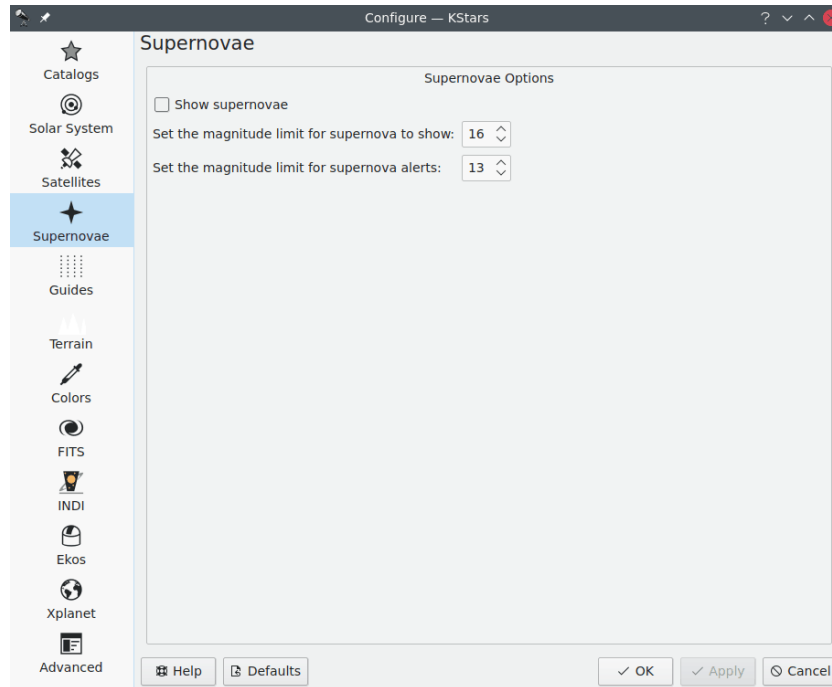 Configure — KStars
Catalogs
Solar System
Satellites
Supernovae
Guides
Terrain
Colors
FITS
INDI
Ekos
Xplanet
Advanced
Supernovae
Supernovae Options
Show supernovae
Set the magnitude limit for supernova to show: 16
Set the magnitude limit for supernova alerts: 13
Help Defaults OK Apply Cancel